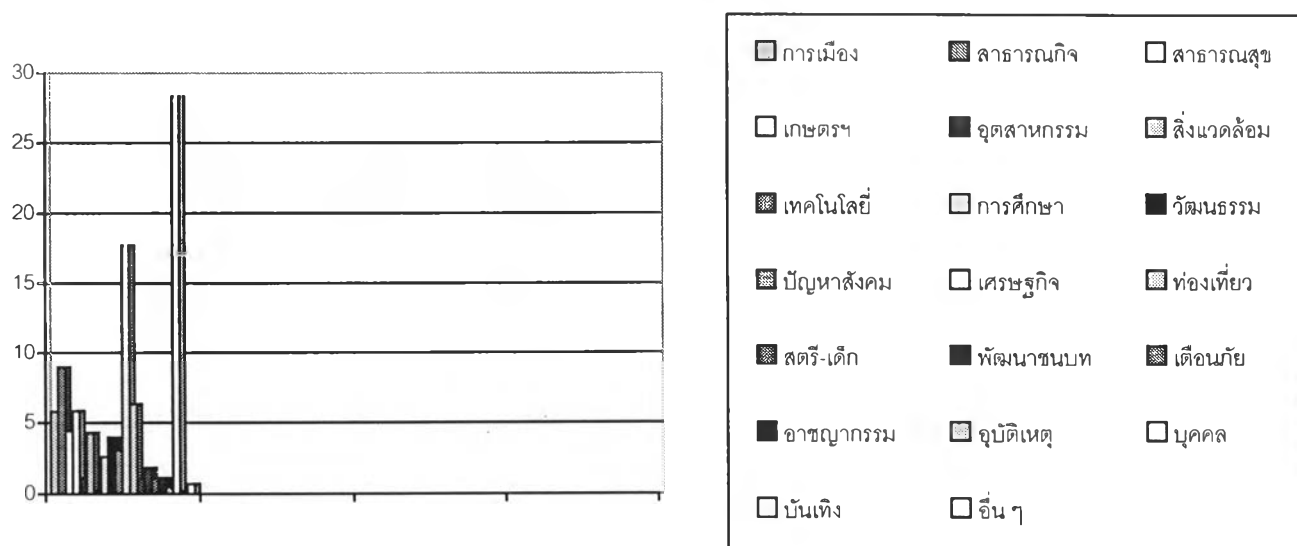 30
25
20
15
10
5
0
การเมือง สาธารณกิจ สาธารณสุข
เกษตรฯ อุตสาหกรรม สิ่งแวดล้อม
เทคโนโลยี่ การศึกษา วัฒนธรรม
ปัญหาสังคม เศรษฐกิจ ท่องเที่ยว
สตรี-เด็ก พัฒนาชนบท เตือนภัย
อาชญากรรม อุบัติเหตุ บุคคล
บันเทิง อื่น ๆ